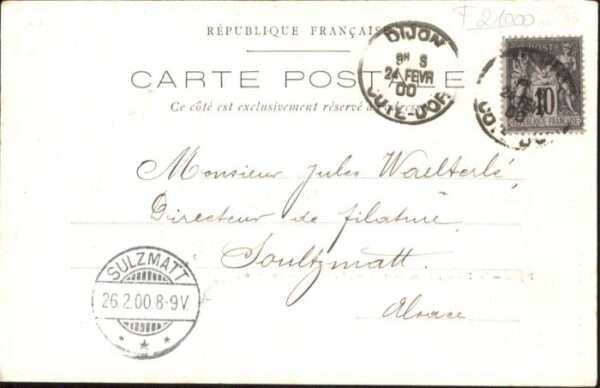 F 21000
RÉPUBLIQUE FRANÇAISE
DIJON
8H S
24 FEVR
00
COTE-D'OR
POSTES
10
CARTE POSTALE
Ce côté est exclusivement réservé à l'adresse
Monsieur Jules Waelterlé,
Directeur de filature,
Soultzmatt.
Alsace
SULZMATT
26.2.00.8-9V.